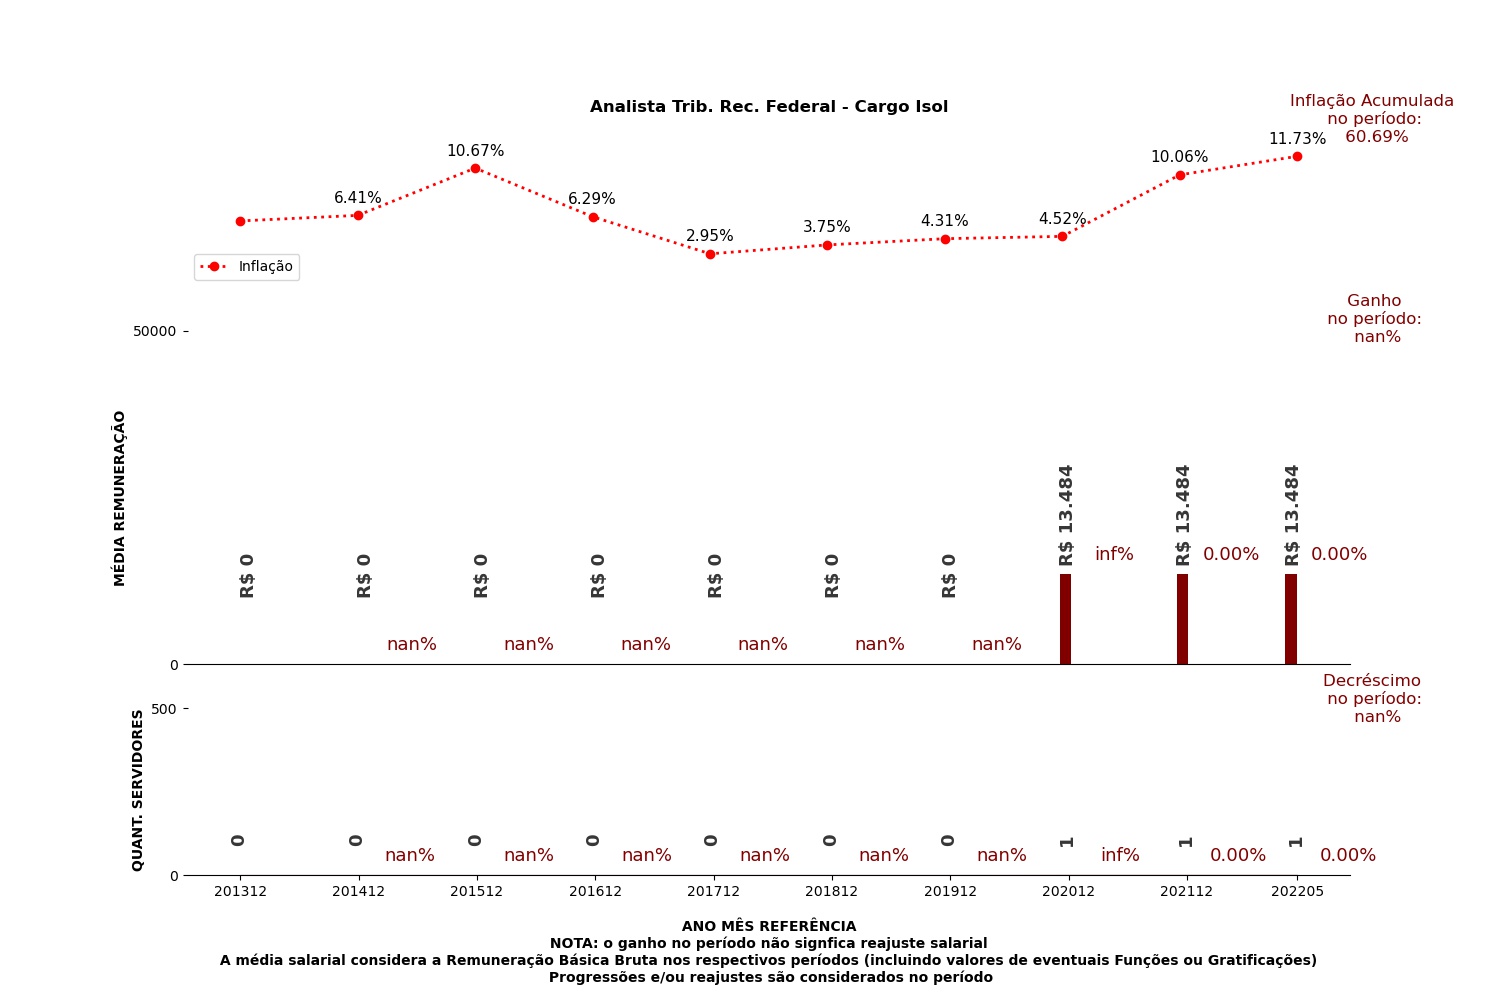 Analista Trib. Rec. Federal - Cargo Isol
Inflação Acumulada
no período:
60.69%
6.41%
10.67%
6.29%
2.95%
3.75%
4.31%
4.52%
10.06%
11.73%
Inflação
Ganho
no período:
nan%
50000
0
MÉDIA REMUNERAÇÃO
R$ 0
R$ 0
R$ 0
R$ 0
R$ 0
R$ 0
R$ 0
R$ 13.484
R$ 13.484
R$ 13.484
nan%
nan%
nan%
nan%
nan%
nan%
inf%
0.00%
0.00%
Decréscimo
no período:
nan%
500
0
QUANT. SERVIDORES
0
0
0
0
0
0
0
1
1
1
nan%
nan%
nan%
nan%
nan%
nan%
inf%
0.00%
0.00%
201312
201412
201512
201612
201712
201812
201912
202012
202112
202205
ANO MÊS REFERÊNCIA
NOTA: o ganho no período não signfica reajuste salarial
A média salarial considera a Remuneração Básica Bruta nos respectivos períodos (incluindo valores de eventuais Funções ou Gratificações)
Progressões e/ou reajustes são considerados no período